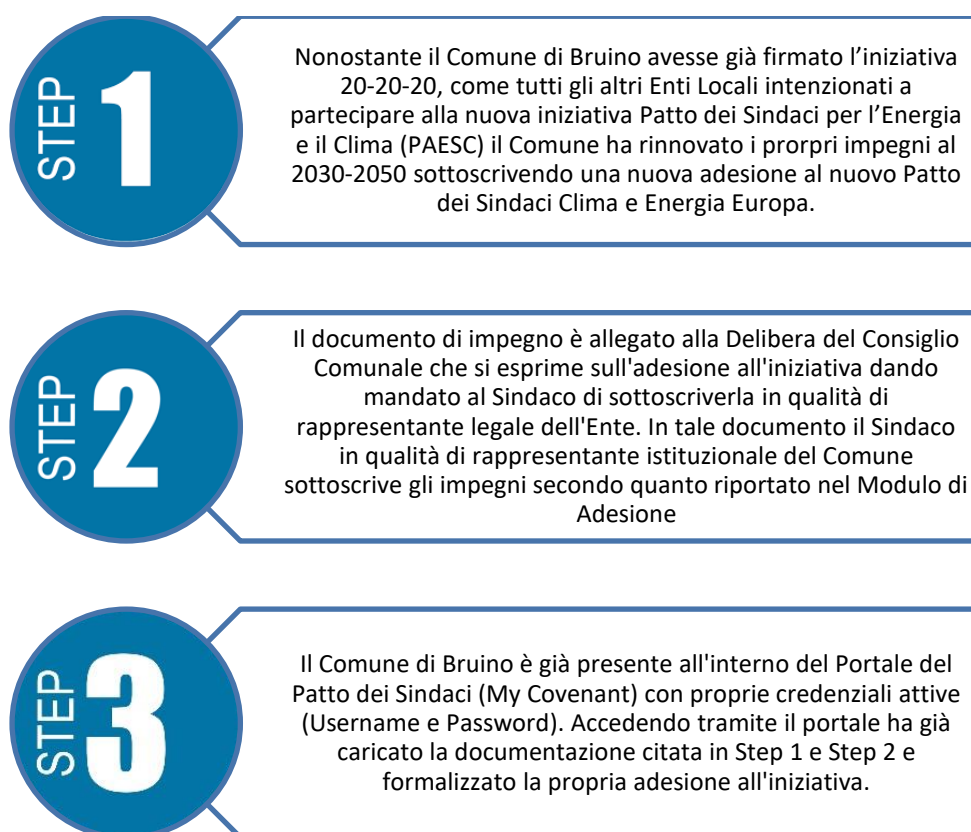 STEP 1
Nonostante il Comune di Bruino avesse già firmato l’iniziativa
20-20-20, come tutti gli altri Enti Locali intenzionati a
partecipare alla nuova iniziativa Patto dei Sindaci per l’Energia
e il Clima (PAESC) il Comune ha rinnovato i prorpri impegni al
2030-2050 sottoscrivendo una nuova adesione al nuovo Patto
dei Sindaci Clima e Energia Europa.
STEP 2
Il documento di impegno è allegato alla Delibera del Consiglio
Comunale che si esprime sull'adesione all'iniziativa dando
mandato al Sindaco di sottoscriverla in qualità di
rappresentante legale dell'Ente. In tale documento il Sindaco
in qualità di rappresentante istituzionale del Comune
sottoscrive gli impegni secondo quanto riportato nel Modulo di
Adesione
STEP 3
Il Comune di Bruino è già presente all'interno del Portale del
Patto dei Sindaci (My Covenant) con proprie credenziali attive
(Username e Password). Accedendo tramite il portale ha già
caricato la documentazione citata in Step 1 e Step 2 e
formalizzato la propria adesione all'iniziativa.